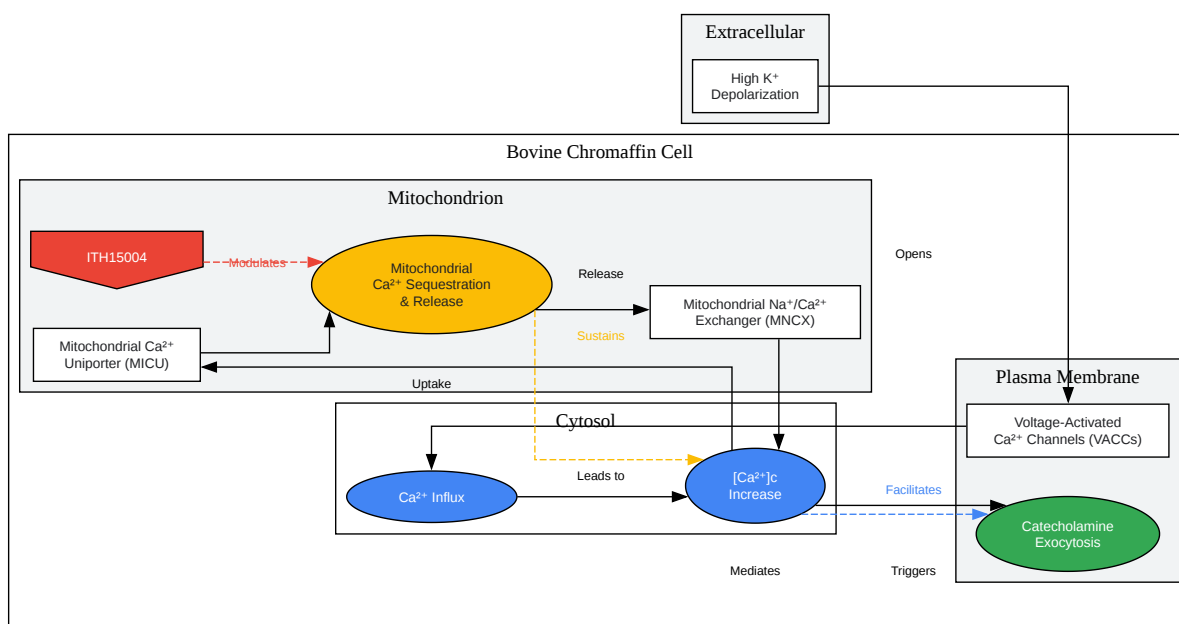 Extracellular
High K⁺
Depolarization
Bovine Chromaffin Cell
Mitochondrion
ITH15004
Modulates
Mitochondrial
Ca²⁺ Sequestration
& Release
Release
Opens
Mitochondrial Na⁺/Ca²⁺
Exchanger (MNCX)
Sustains
Mitochondrial Ca²⁺
Uniporter (MICU)
Uptake
Plasma Membrane
Voltage-Activated
Ca²⁺ Channels (VACCs)
Cytosol
Ca²⁺ Influx
Leads to
[Ca²⁺]c
Increase
Facilitates
Catecholamine
Exocytosis
Mediates
Triggers